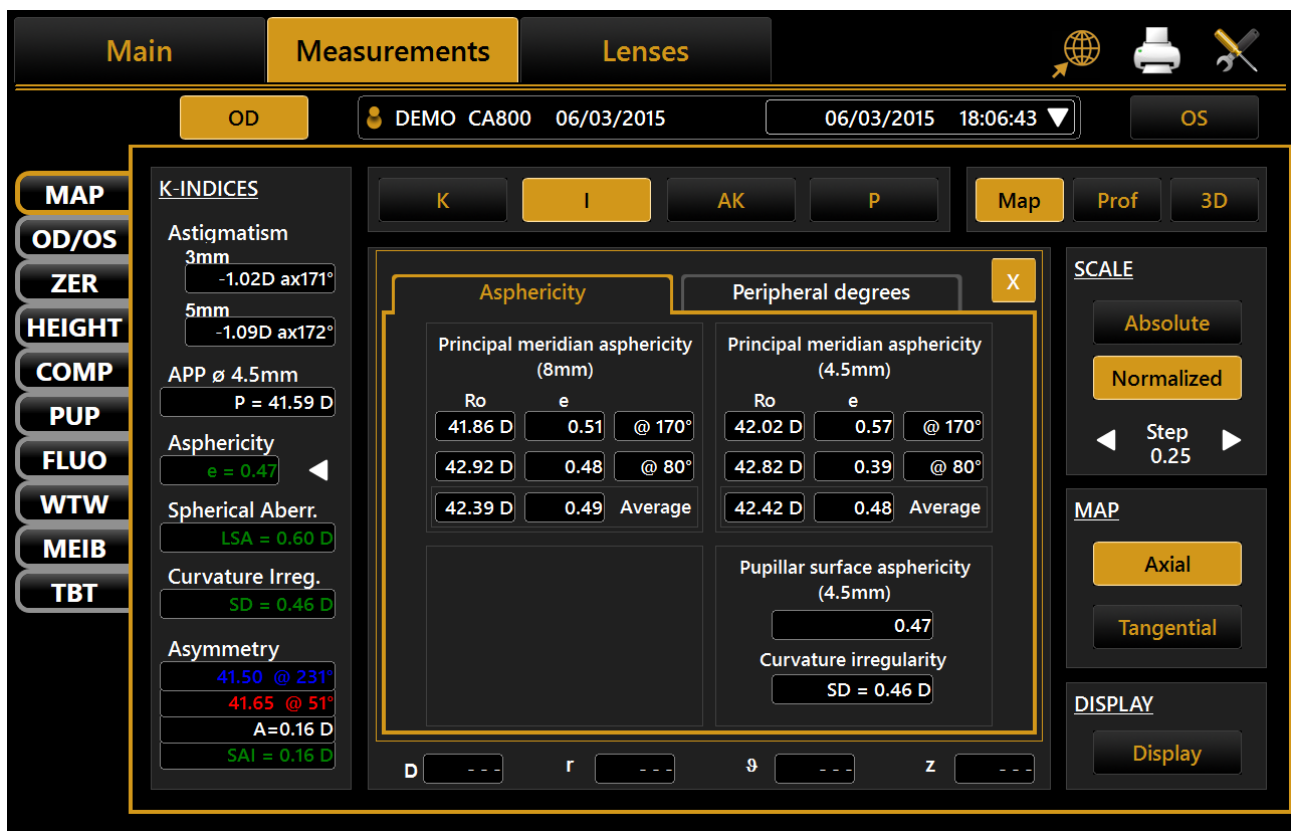 Main
Measurements
Lenses
OD
DEMO CA800 06/03/2015
06/03/2015 18:06:43
OS
MAP
OD/OS
ZER
HEIGHT
COMP
PUP
FLUO
WTW
MEIB
TBT
K-INDICES
Astigmatism
3mm
-1.02D ax171°
5mm
-1.09D ax172°
APP ø 4.5mm
P = 41.59 D
Asphericity
e = 0.47
Spherical Aberr.
LSA = 0.60 D
Curvature Irreg.
SD = 0.46 D
Asymmetry
41.50 @ 231°
41.65 @ 51°
A=0.16 D
SAI = 0.16 D
K I AK P
Map Prof 3D
Asphericity
Peripheral degrees
X
Principal meridian asphericity
(8mm)
Ro e
41.86 D 0.51 @ 170°
42.92 D 0.48 @ 80°
42.39 D 0.49 Average
Principal meridian asphericity
(4.5mm)
Ro e
42.02 D 0.57 @ 170°
42.82 D 0.39 @ 80°
42.42 D 0.48 Average
Pupillar surface asphericity
(4.5mm)
0.47
Curvature irregularity
SD = 0.46 D
D - - - r - - - ϑ - - - z - - -
SCALE
Absolute
Normalized
Step
0.25
MAP
Axial
Tangential
DISPLAY
Display